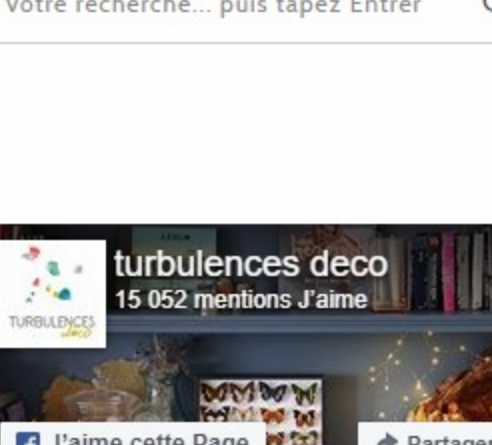 votre recherche... puis tapez Entrer
turbulences deco
15 052 mentions J'aime
TURBULENCES
deco
J'aime cette Page
Partager